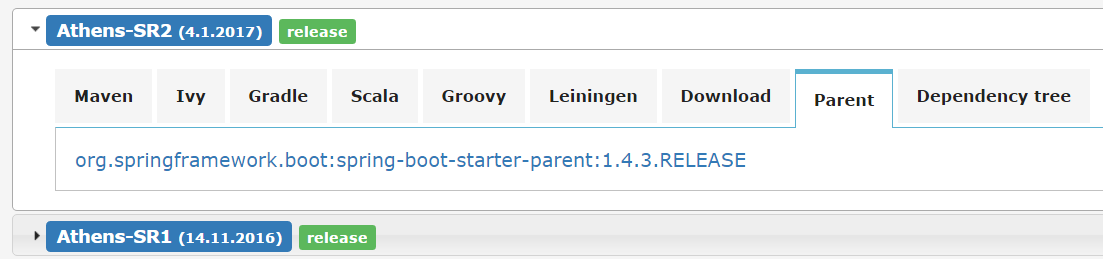 Athens-SR2 (4.1.2017) release
Maven Ivy Gradle Scala Groovy Leiningen Download Parent Dependency tree
org.springframework.boot:spring-boot-starter-parent:1.4.3.RELEASE
Athens-SR1 (14.11.2016) release